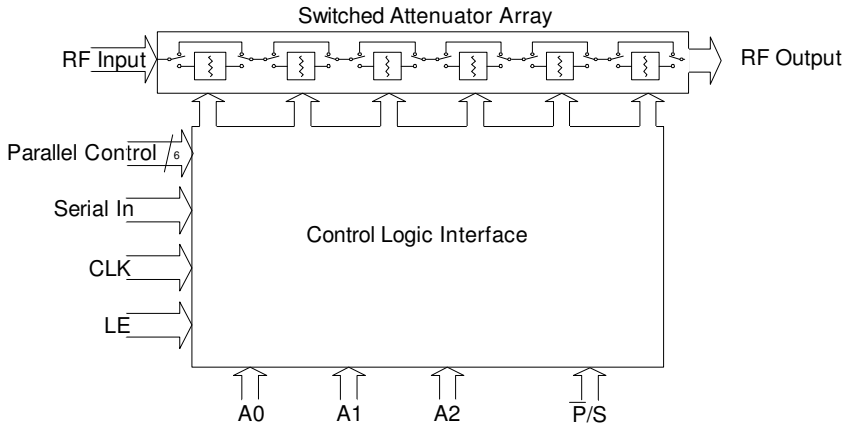 Switched Attenuator Array
RF Input
RF Output
Parallel Control
6
Serial In
Control Logic Interface
CLK
LE
A0
A1
A2
P̅/S